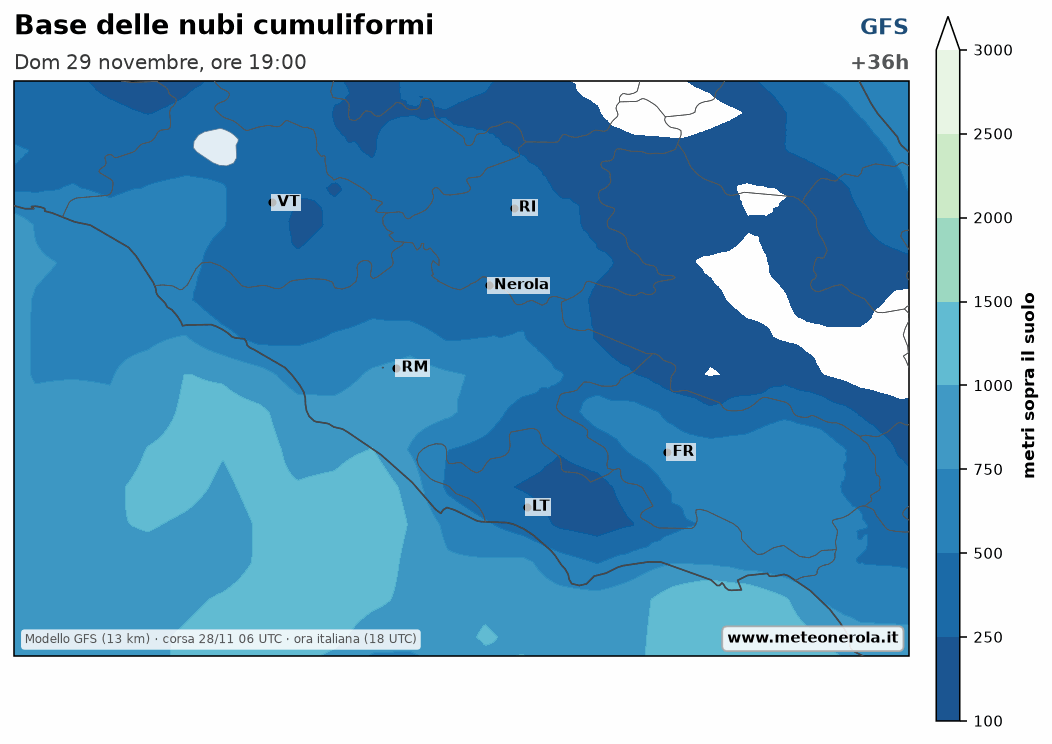 Base delle nubi cumuliformi
GFS
Dom 29 novembre, ore 19:00
+36h
3000
2500
2000
1500
1000
750
500
250
100
metri sopra il suolo
VT
RI
Nerola
RM
FR
LT
Modello GFS (13 km) · corsa 28/11 06 UTC · ora italiana (18 UTC)
www.meteonerola.it